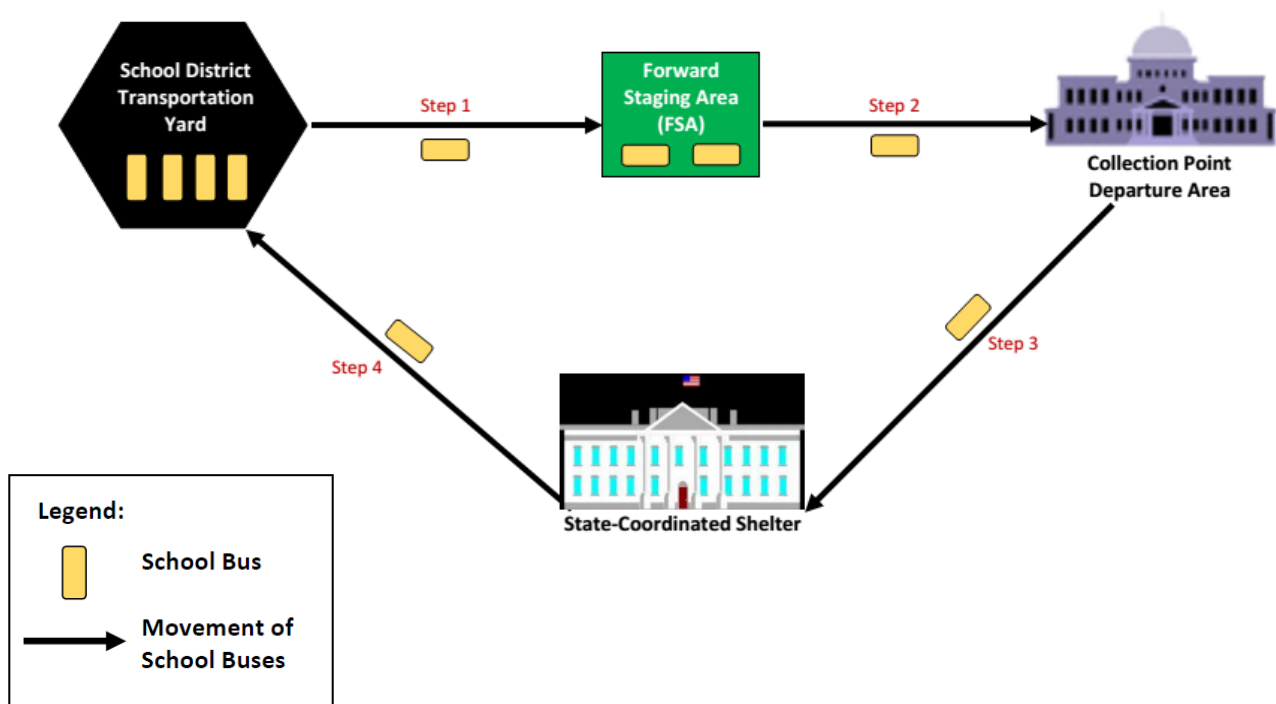 School District
Transportation
Yard
Step 1
Forward
Staging Area
(FSA)
Step 2
Collection Point
Departure Area
Step 3
Step 4
State-Coordinated Shelter
Legend:
School Bus
Movement of
School Buses